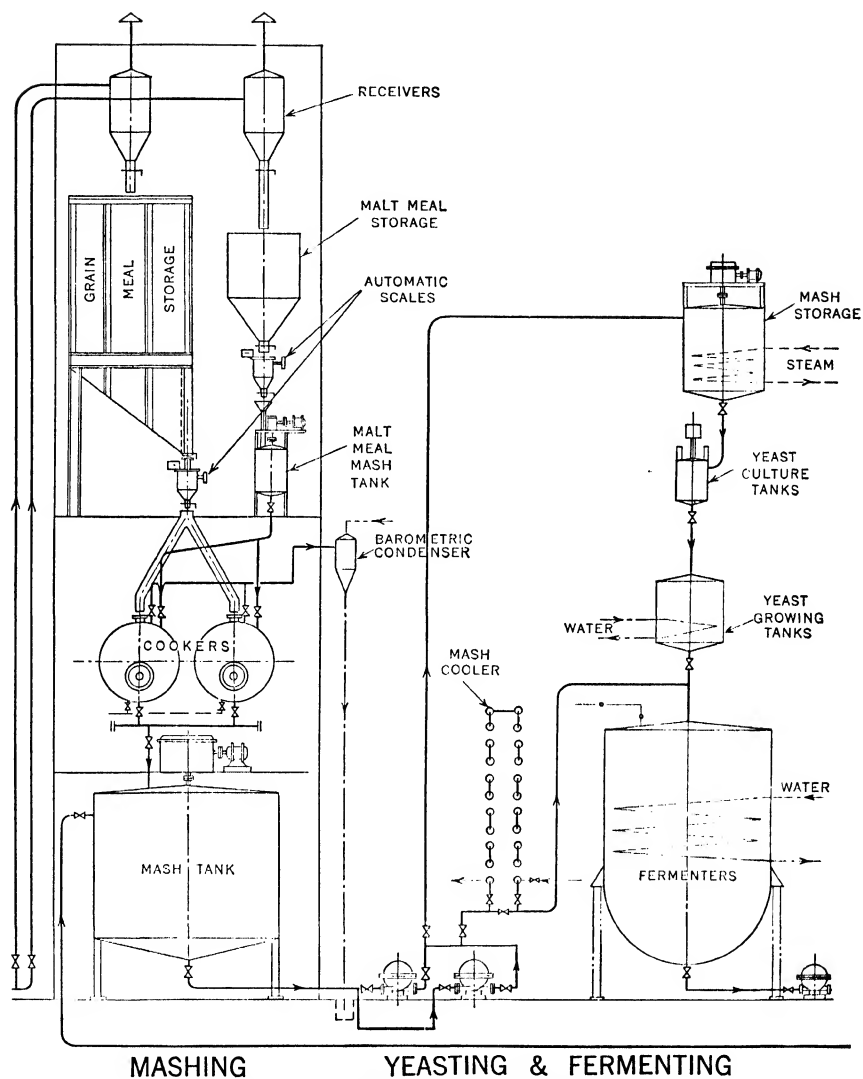 RECEIVERS
MALT MEAL
STORAGE
GRAIN
MEAL
STORAGE
AUTOMATIC
SCALES
MASH
STORAGE
STEAM
MALT
MEAL
MASH
TANK
YEAST
CULTURE
TANKS
BAROMETRIC
CONDENSER
YEAST
GROWING
TANKS
WATER
COOKERS
MASH
COOLER
WATER
MASH TANK
FERMENTERS
MASHING
YEASTING & FERMENTING